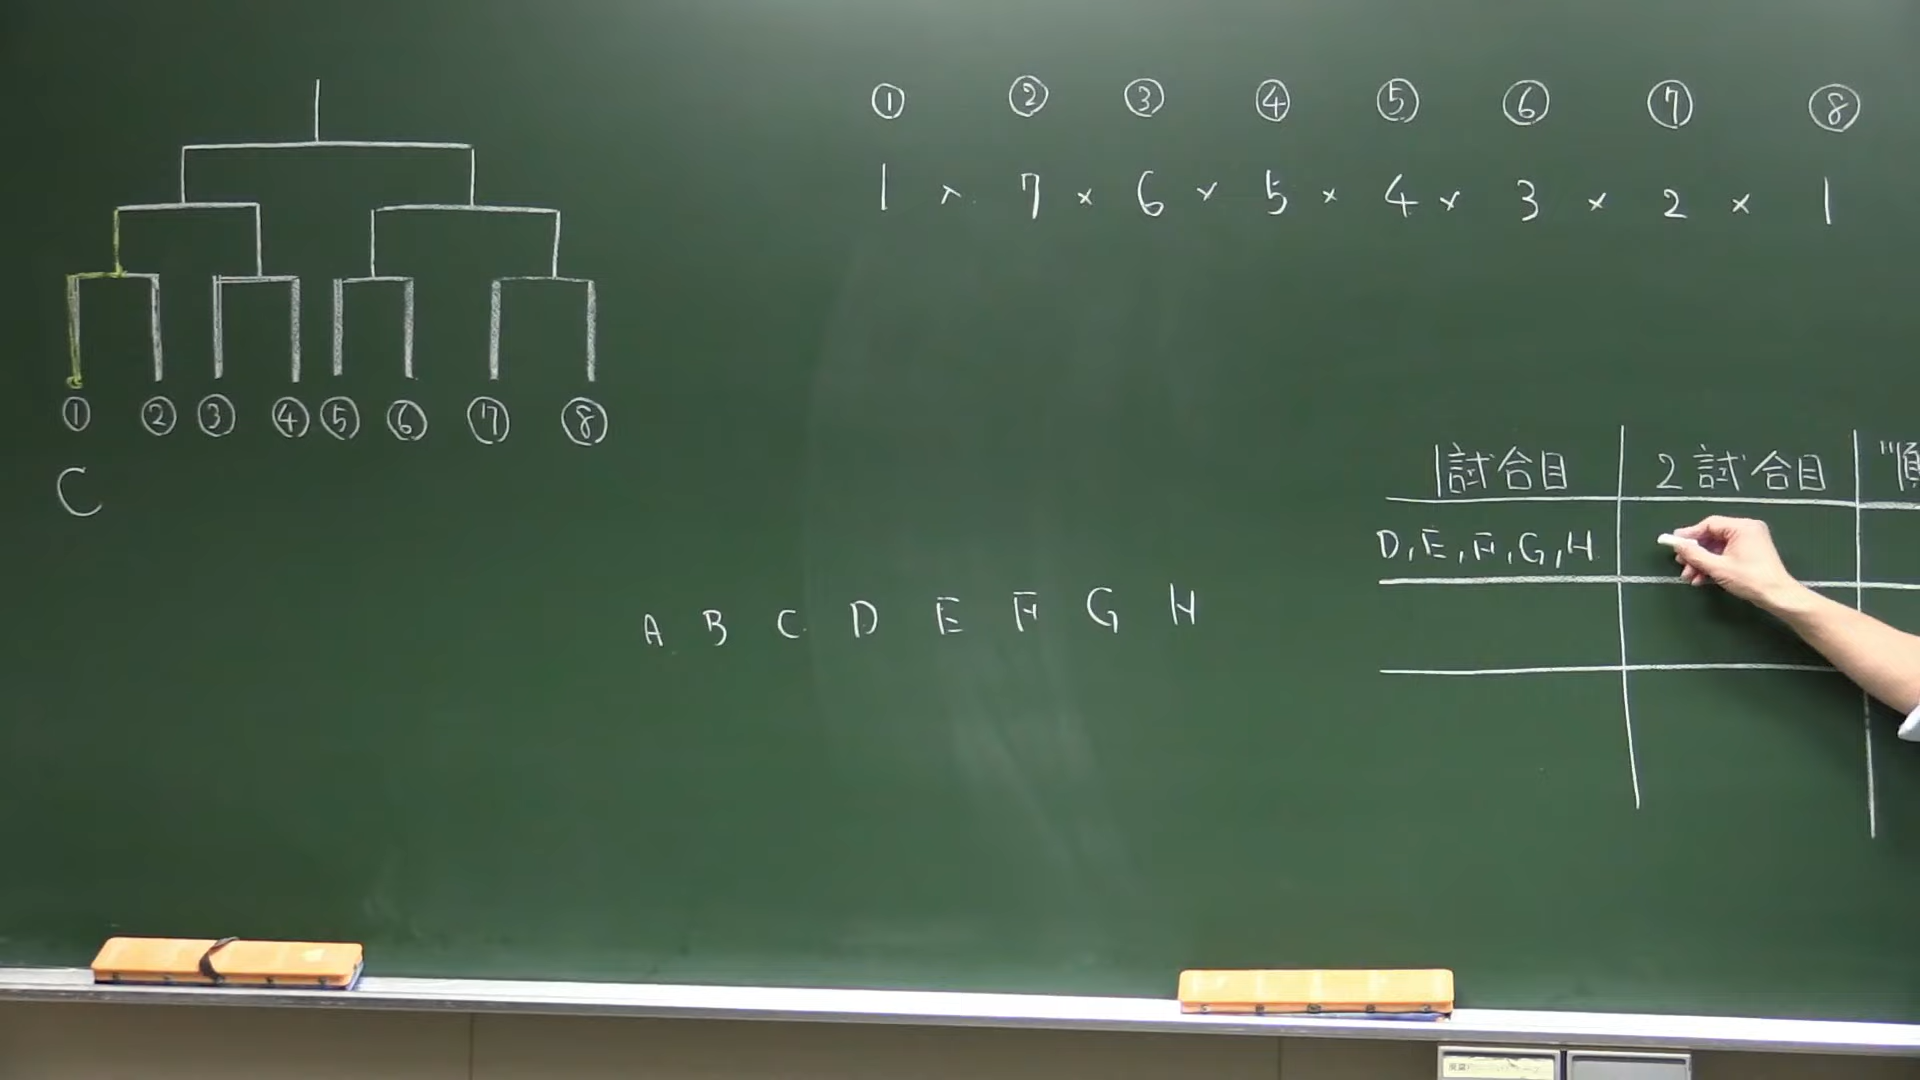 ① ② ③ ④ ⑤ ⑥ ⑦ ⑧
1 × 7 × 6 × 5 × 4 × 3 × 2 × 1
① ② ③ ④ ⑤ ⑥ ⑦ ⑧
C
A B C D E F G H
1試合目 2試合目
D, E, F, G, H